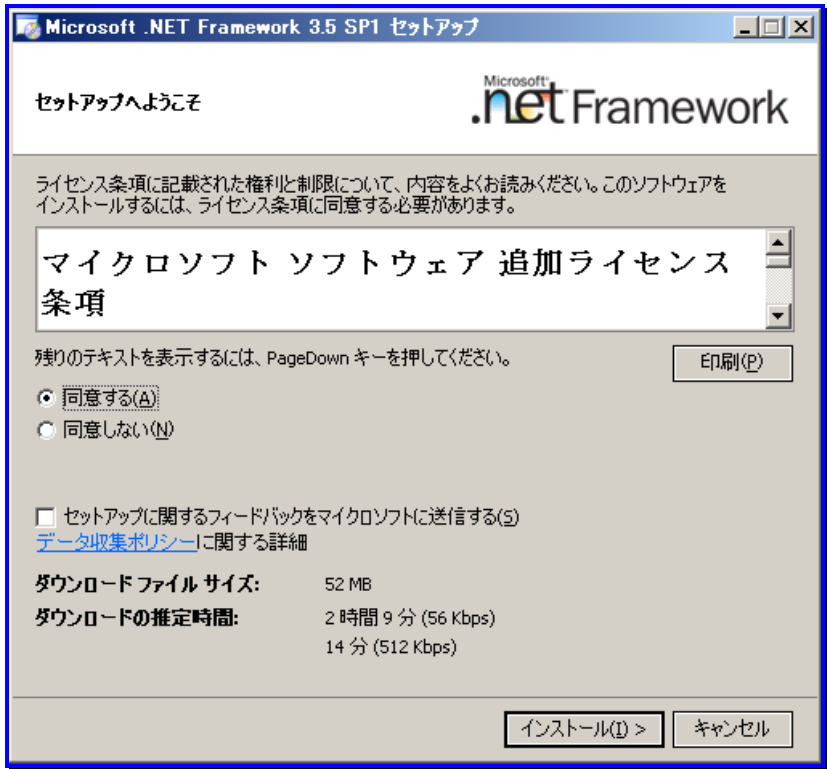 Microsoft .NET Framework 3.5 SP1 セットアップ
セットアップへようこそ
Microsoft
.net Framework
ライセンス条項に記載された権利と制限について、内容をよくお読みください。このソフトウェアを
インストールするには、ライセンス条項に同意する必要があります。
マイクロソフト ソフトウェア 追加ライセンス
条項
残りのテキストを表示するには、PageDown キーを押してください。
印刷(P)
同意する(A)
同意しない(N)
セットアップに関するフィードバックをマイクロソフトに送信する(S)
データ収集ポリシーに関する詳細
ダウンロード ファイル サイズ: 52 MB
ダウンロードの推定時間: 2 時間 9 分 (56 Kbps)
14 分 (512 Kbps)
インストール(I) > キャンセル